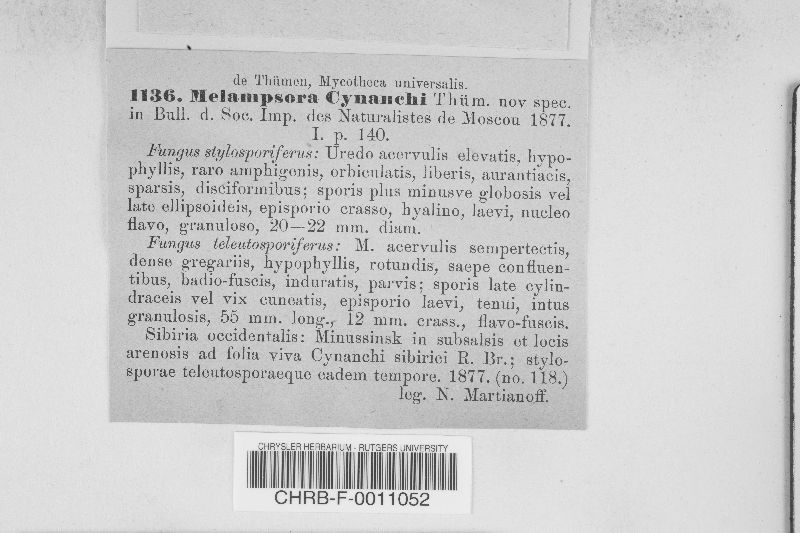 de Thümen, Mycotheca universalis.
1136. Melampsora Cynanchi Thüm. nov spec.
in Bull. d. Soc. Imp. des Naturalistes de Moscou 1877.
I. p. 140.
Fungus stylosporiferus: Uredo acervulis elevatis, hypo-
phyllis, raro amphigenis, orbiculatis, liberis, aurantiacis,
sparsis, disciformibus; sporis plus minusve globosis vel
late ellipsoideis, episporio crasso, hyalino, laevi, nucleo
flavo, granuloso, 20—22 mm. diam.
Fungus teleutosporiferus: M. acervulis sempertectis,
dense gregariis, hypophyllis, rotundis, saepe confluen-
tibus, badio-fuscis, induratis, parvis; sporis late cylin-
draceis vel vix cuneatis, episporio laevi, tenui, intus
granulosis, 55 mm. long., 12 mm. crass., flavo-fuscis.
Sibiria occidentalis: Minussinsk in subsalsis et locis
arenosis ad folia viva Cynanchi sibirici R. Br.; stylo-
sporae teleutosporaeque eadem tempore. 1877. (no. 118.)
leg. N. Martianoff.
CHRYSLER HERBARIUM - RUTGERS UNIVERSITY
CHRB-F-0011052